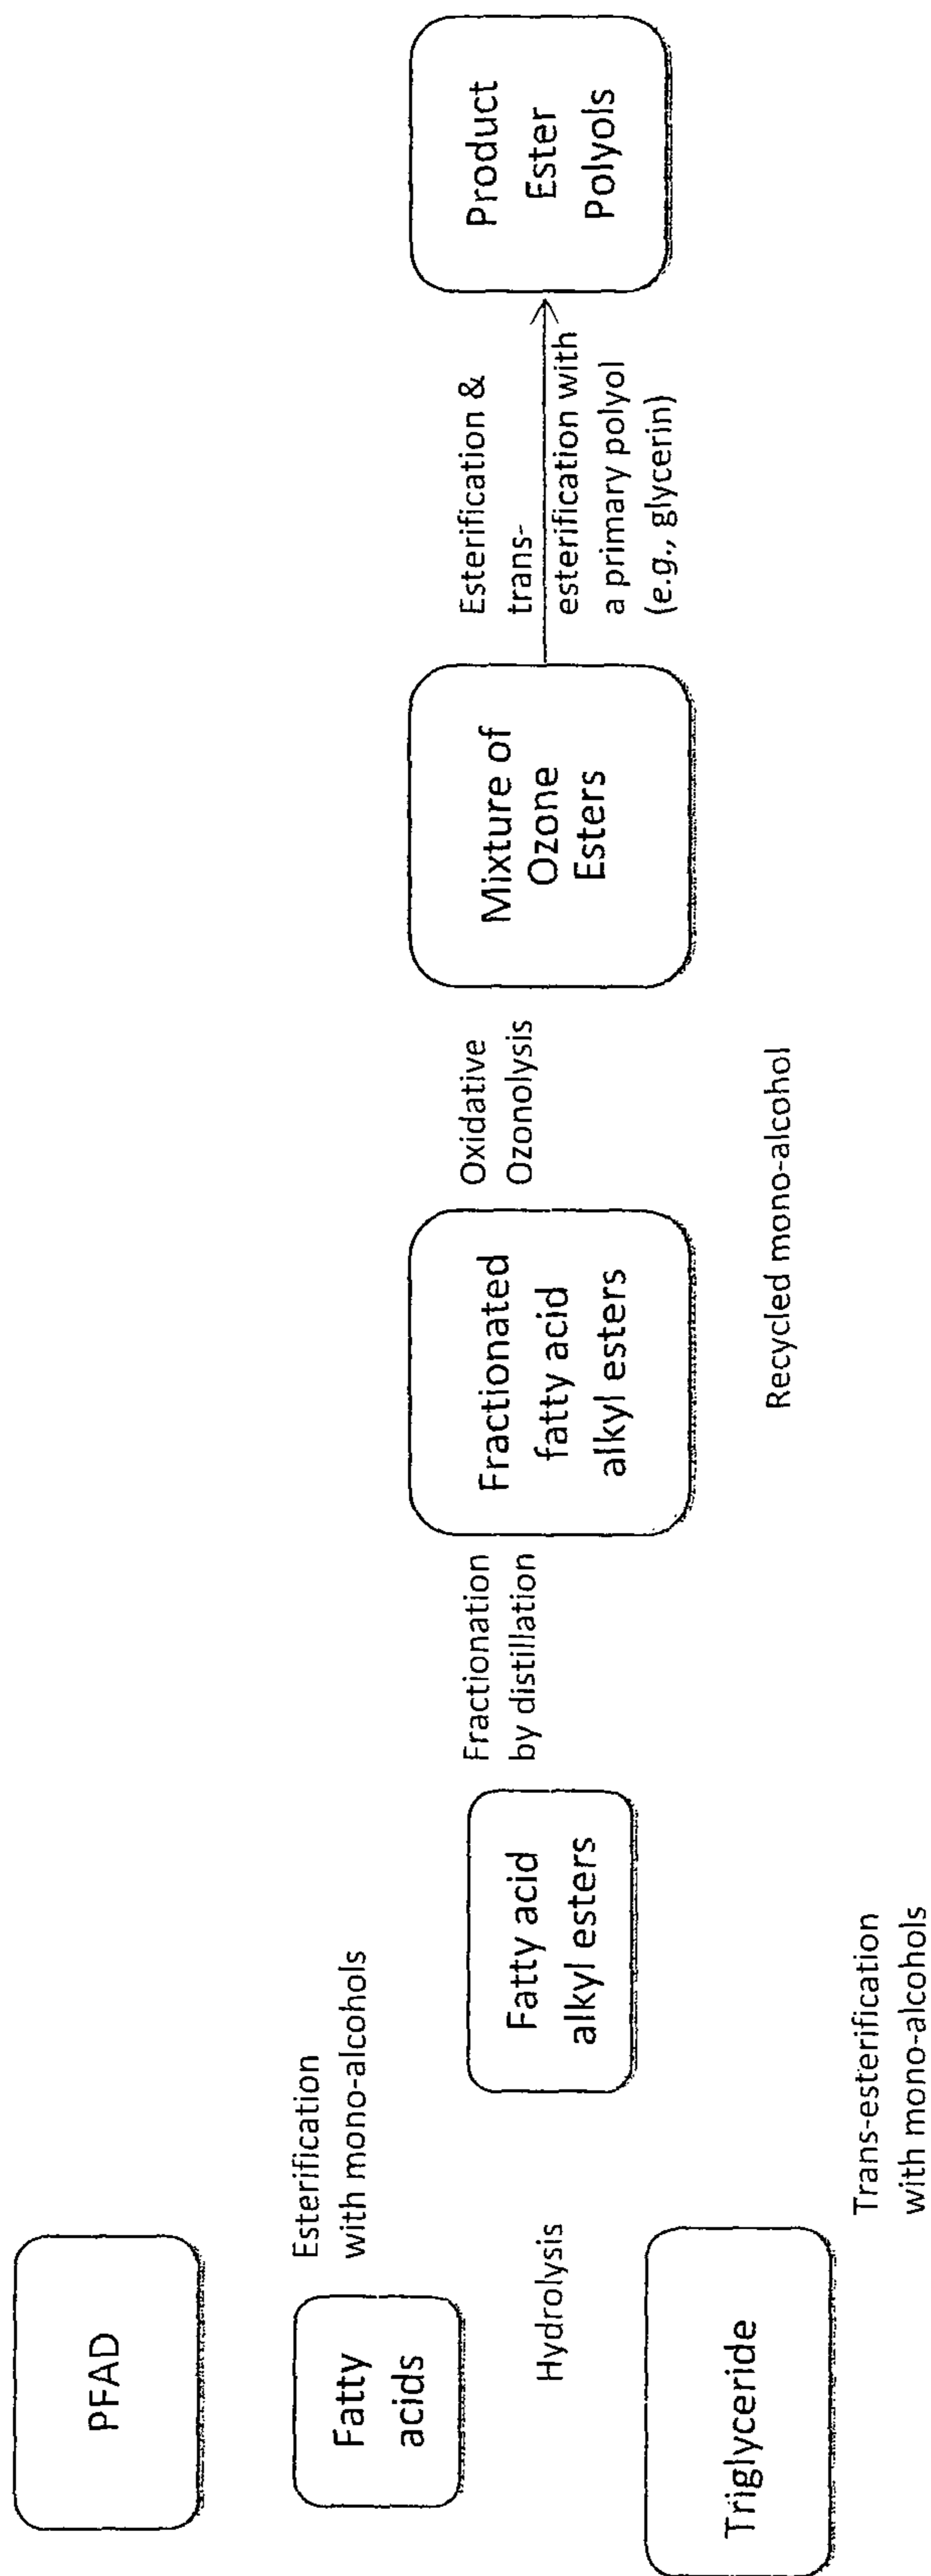 PFAD
Fatty
acids
Triglyceride
Esterification
with mono-alcohols
Hydrolysis
Trans-esterification
with mono-alcohols
Fatty acid
alkyl esters
Fractionation
by distillation
Fractionated
fatty acid
alkyl esters
Oxidative
Ozonolysis
Recycled mono-alcohol
Mixture of
Ozone
Esters
Esterification &
trans-
esterification with
a primary polyol
(e.g., glycerin)
Product
Ester
Polyols